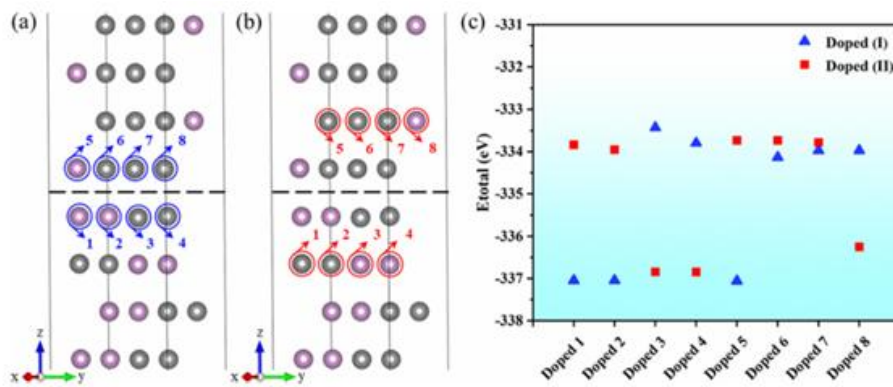 (a)
5 6 7 8
1 2 3 4
z
x y
(b)
5 6 7 8
1 2 3 4
z
x y
(c)
Etotal (eV)
-331
-332
-333
-334
-335
-336
-337
-338
Doped (I)
Doped (II)
Doped 1
Doped 2
Doped 3
Doped 4
Doped 5
Doped 6
Doped 7
Doped 8